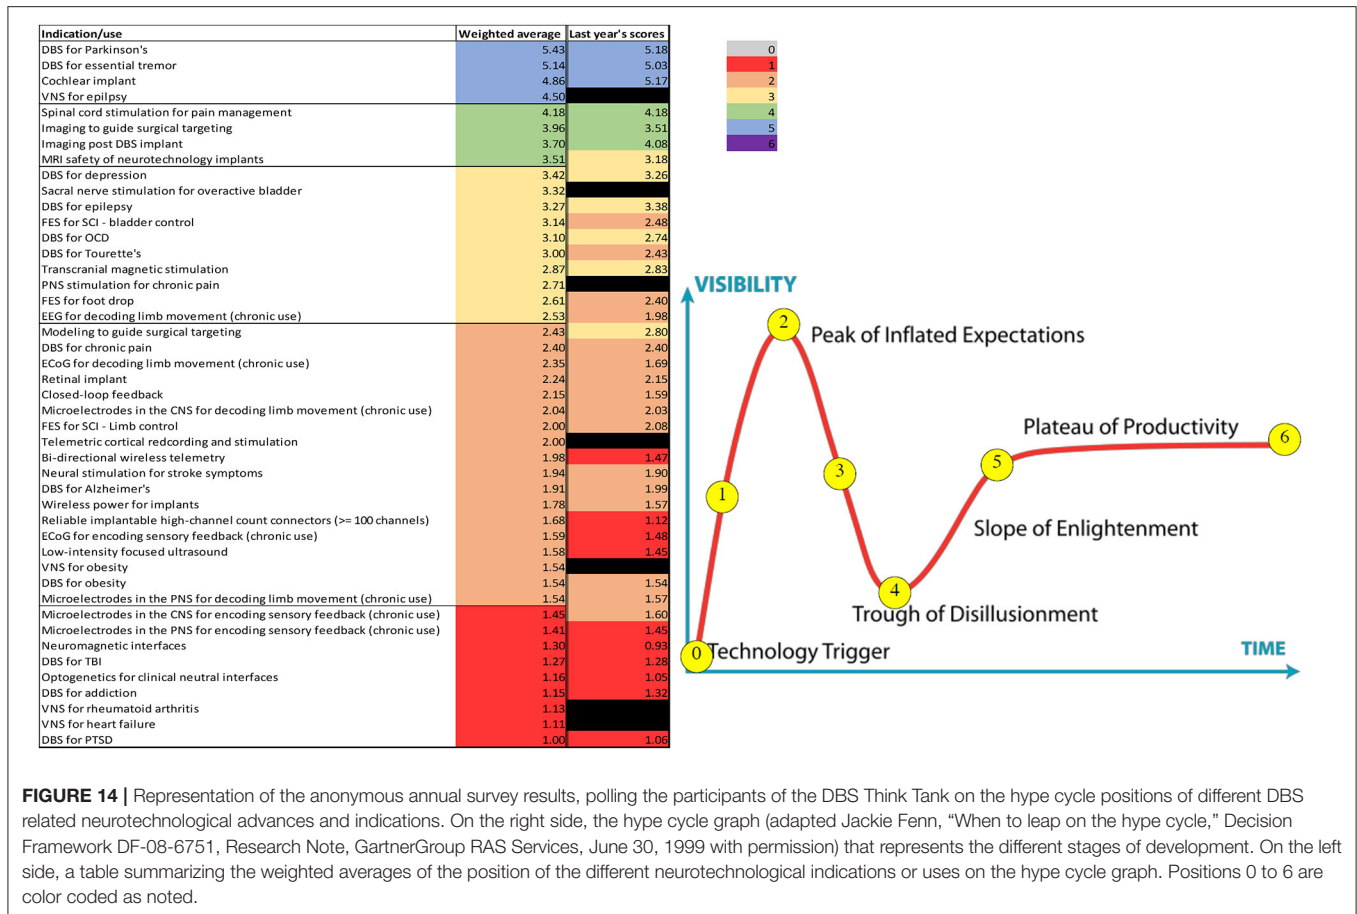 Indication/use Weighted average Last year's scores
DBS for Parkinson's 5.43 5.18
DBS for essential tremor 5.14 5.03
Cochlear implant 4.86 5.17
VNS for epilpsy 4.50
Spinal cord stimulation for pain management 4.18 4.18
Imaging to guide surgical targeting 3.96 3.51
Imaging post DBS implant 3.70 4.08
MRI safety of neurotechnology implants 3.51 3.18
DBS for depression 3.42 3.26
Sacral nerve stimulation for overactive bladder 3.32
DBS for epilepsy 3.27 3.38
FES for SCI - bladder control 3.14 2.48
DBS for OCD 3.10 2.74
DBS for Tourette's 3.00 2.43
Transcranial magnetic stimulation 2.87 2.83
PNS stimulation for chronic pain 2.71
FES for foot drop 2.61 2.40
EEG for decoding limb movement (chronic use) 2.53 1.98
Modeling to guide surgical targeting 2.43 2.80
DBS for chronic pain 2.40 2.40
ECoG for decoding limb movement (chronic use) 2.35 1.69
Retinal implant 2.24 2.15
Closed-loop feedback 2.15 1.59
Microelectrodes in the CNS for decoding limb movement (chronic use) 2.04 2.03
FES for SCI - Limb control 2.00 2.08
Telemetric cortical redcording and stimulation 2.00
Bi-directional wireless telemetry 1.98 1.47
Neural stimulation for stroke symptoms 1.94 1.90
DBS for Alzheimer's 1.91 1.99
Wireless power for implants 1.78 1.57
Reliable implantable high-channel count connectors (>= 100 channels) 1.68 1.12
ECoG for encoding sensory feedback (chronic use) 1.59 1.48
Low-intensity focused ultrasound 1.58 1.45
VNS for obesity 1.54
DBS for obesity 1.54 1.54
Microelectrodes in the PNS for decoding limb movement (chronic use) 1.54 1.57
Microelectrodes in the CNS for encoding sensory feedback (chronic use) 1.45 1.60
Microelectrodes in the PNS for encoding sensory feedback (chronic use) 1.41 1.45
Neuromagnetic interfaces 1.30 0.93
DBS for TBI 1.27 1.28
Optogenetics for clinical neutral interfaces 1.16 1.05
DBS for addiction 1.15 1.32
VNS for rheumatoid arthritis 1.13
VNS for heart failure 1.11
DBS for PTSD 1.00 1.06
0
1
2
3
4
5
6
VISIBILITY
2
Peak of Inflated Expectations
Plateau of Productivity
6
5
3
1
Slope of Enlightenment
4
Trough of Disillusionment
0
Technology Trigger
TIME
FIGURE 14 | Representation of the anonymous annual survey results, polling the participants of the DBS Think Tank on the hype cycle positions of different DBS
related neurotechnological advances and indications. On the right side, the hype cycle graph (adapted Jackie Fenn, “When to leap on the hype cycle,” Decision
Framework DF-08-6751, Research Note, GartnerGroup RAS Services, June 30, 1999 with permission) that represents the different stages of development. On the left
side, a table summarizing the weighted averages of the position of the different neurotechnological indications or uses on the hype cycle graph. Positions 0 to 6 are
color coded as noted.